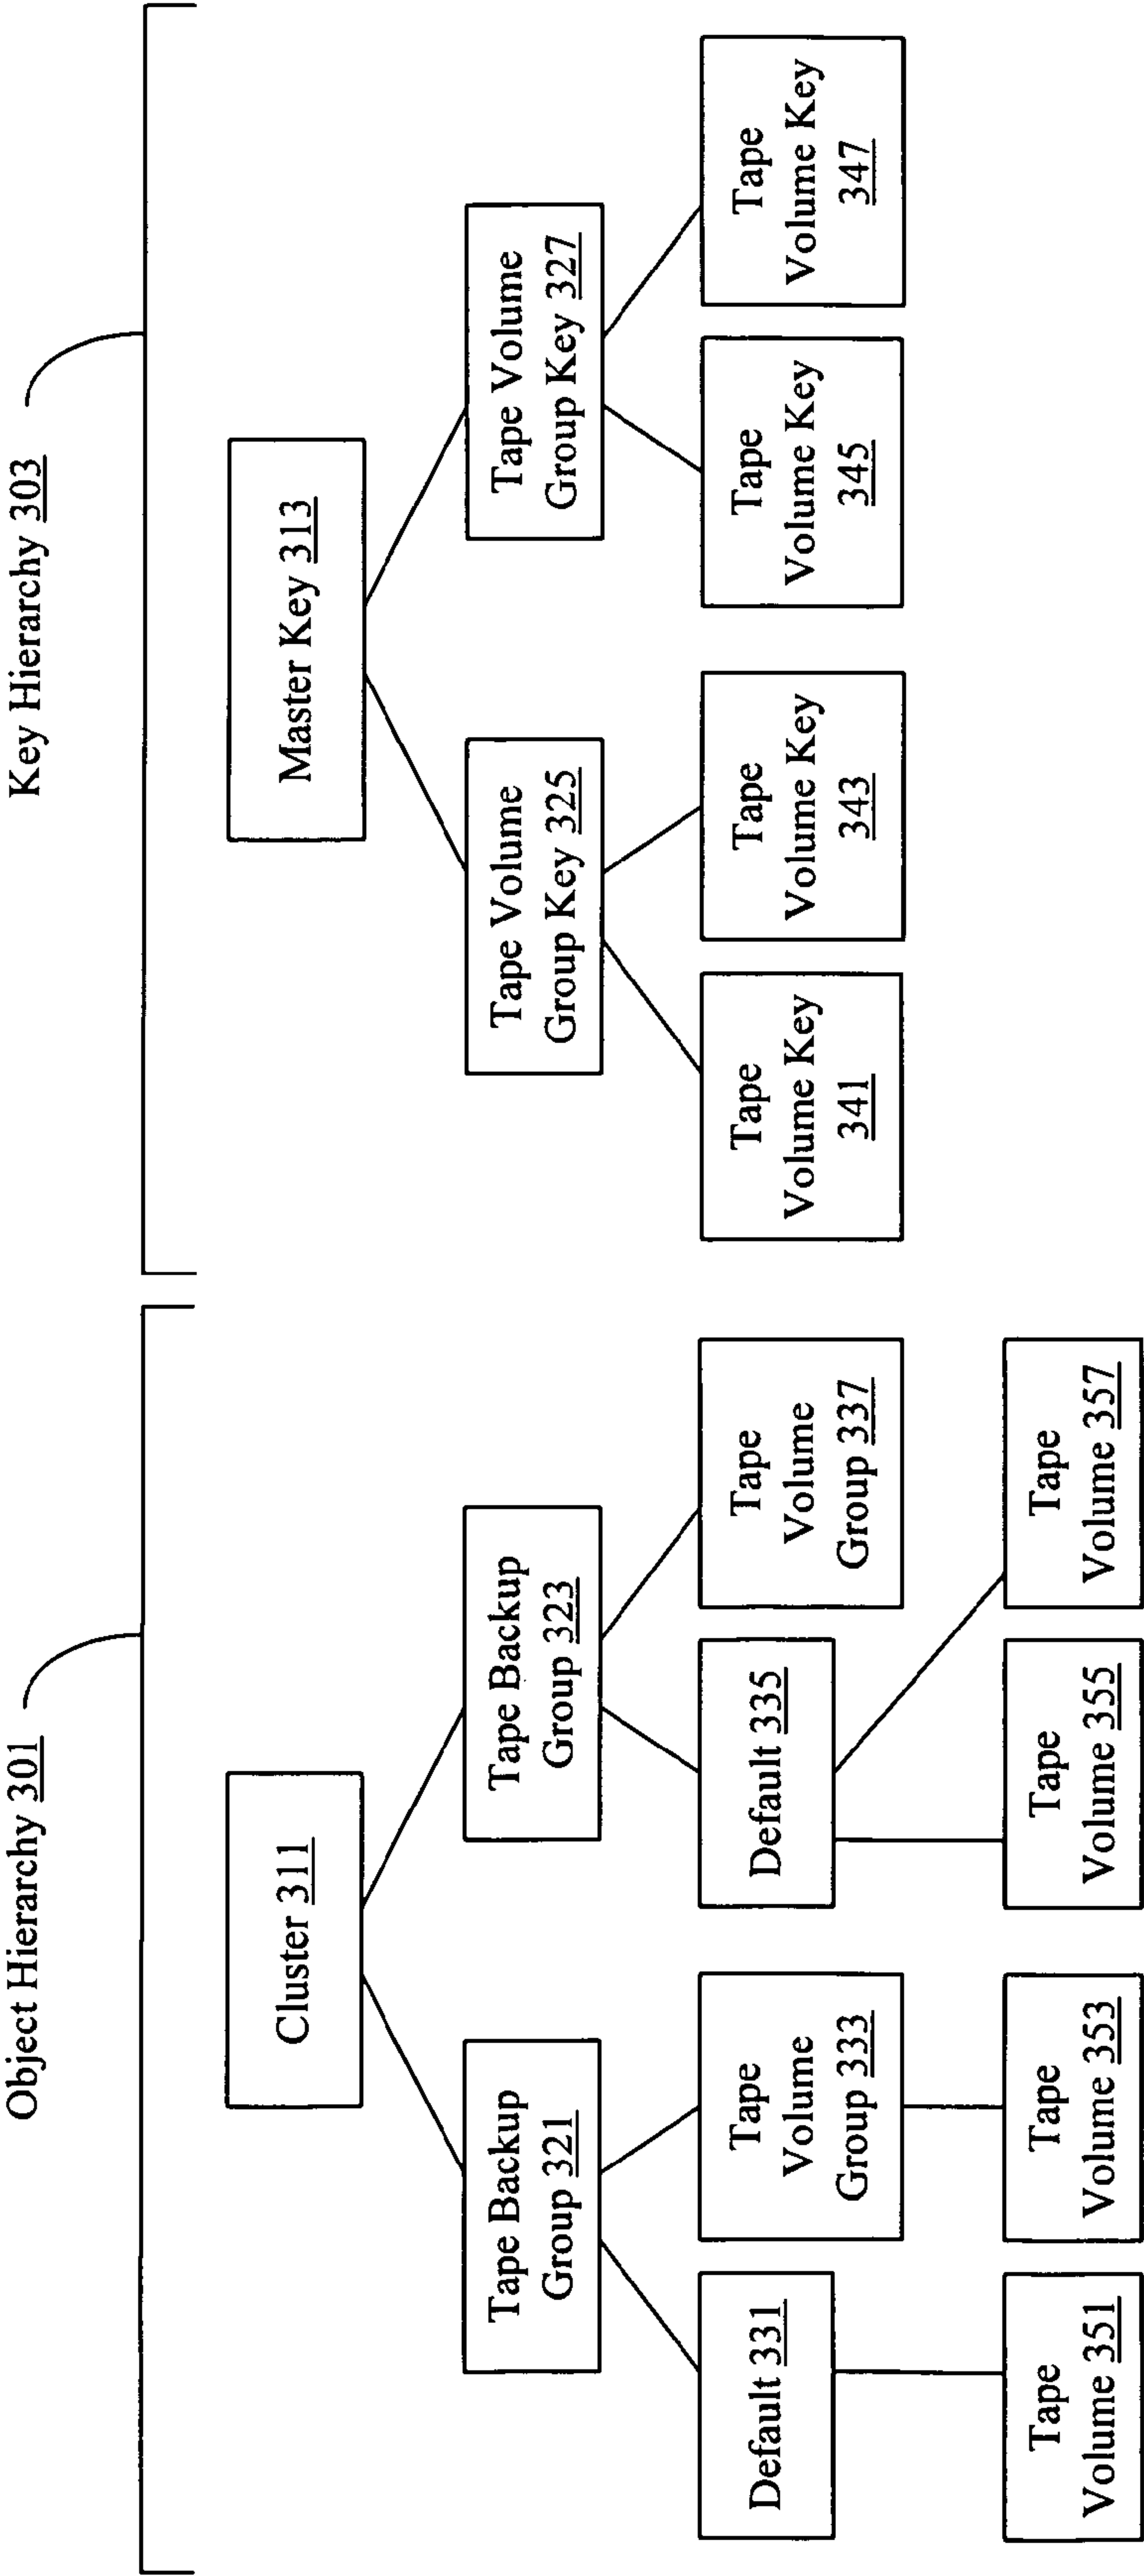 Object Hierarchy 301
Key Hierarchy 303
Cluster 311
Master Key 313
Tape Backup
Group 321
Tape Backup
Group 323
Tape Volume
Group Key 325
Tape Volume
Group Key 327
Default 331
Tape
Volume
Group 333
Default 335
Tape
Volume
Group 337
Tape
Volume Key
341
Tape
Volume Key
343
Tape
Volume Key
345
Tape
Volume Key
347
Tape
Volume 351
Tape
Volume 353
Tape
Volume 355
Tape
Volume 357